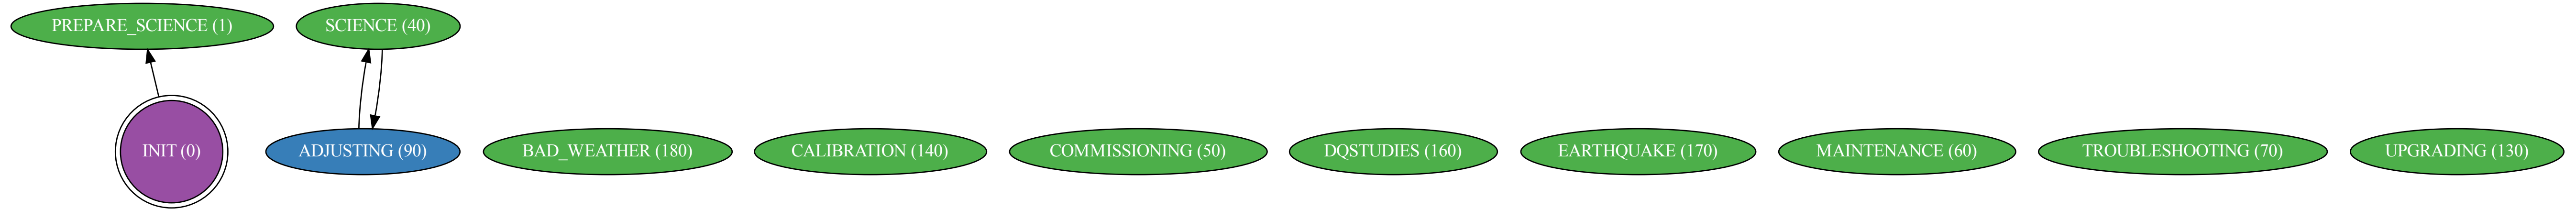 PREPARE_SCIENCE (1)
SCIENCE (40)
INIT (0)
ADJUSTING (90)
BAD_WEATHER (180)
CALIBRATION (140)
COMMISSIONING (50)
DQSTUDIES (160)
EARTHQUAKE (170)
MAINTENANCE (60)
TROUBLESHOOTING (70)
UPGRADING (130)